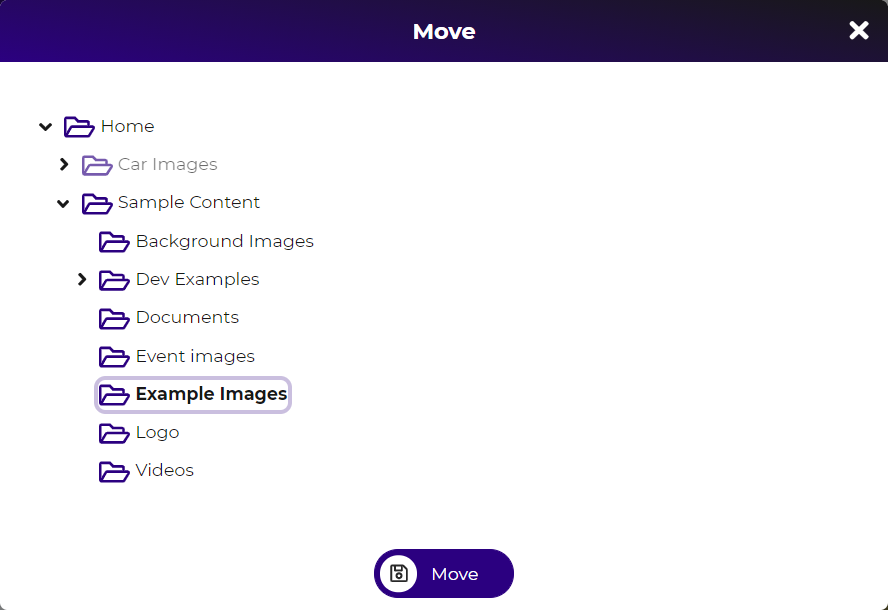 Move
Home
Car Images
Sample Content
Background Images
Dev Examples
Documents
Event images
Example Images
Logo
Videos
Move